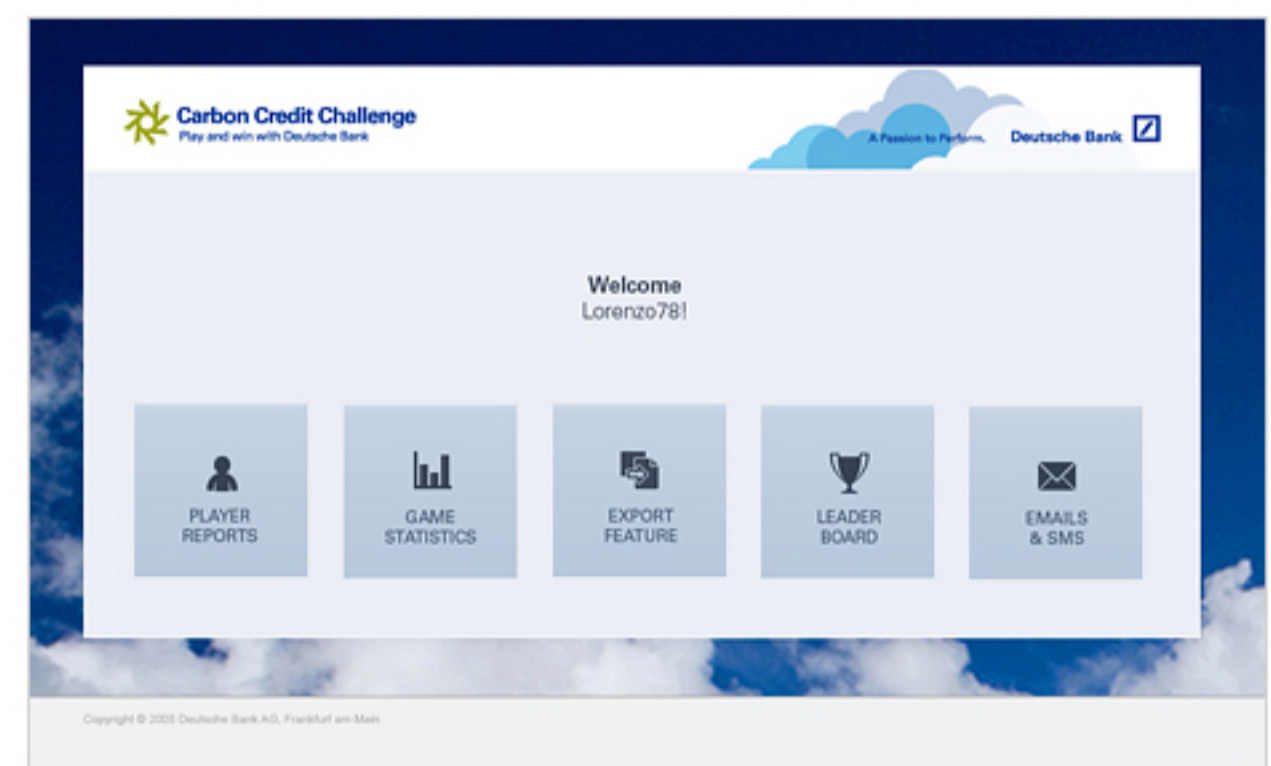 Carbon Credit Challenge
Play and win with Deutsche Bank
A Passion to Perform.
Deutsche Bank
Welcome
Lorenzo78!
PLAYER
REPORTS
GAME
STATISTICS
EXPORT
FEATURE
LEADER
BOARD
EMAILS
& SMS
Copyright © 2008 Deutsche Bank AG, Frankfurt am Main